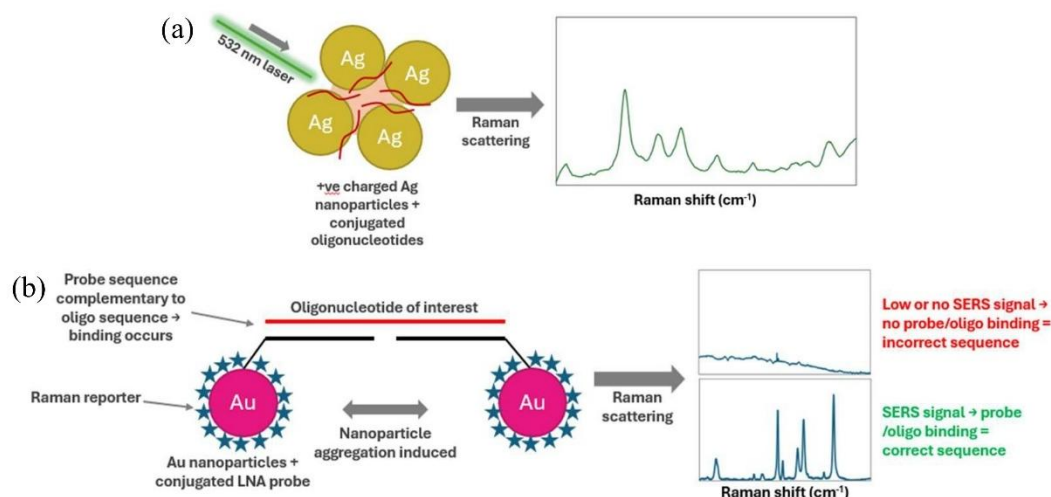 (a)
532 nm laser
Ag
Ag
Ag
Ag
+ve charged Ag
nanoparticles +
conjugated
oligonucleotides
Raman
scattering
Raman shift (cm⁻¹)
(b)
Probe sequence
complementary to
oligo sequence →
binding occurs
Oligonucleotide of interest
Raman reporter
Au
Au
Au nanoparticles +
conjugated LNA probe
Nanoparticle
aggregation induced
Raman
scattering
Low or no SERS signal →
no probe/oligo binding =
incorrect sequence
SERS signal → probe
/oligo binding =
correct sequence
Raman shift (cm⁻¹)